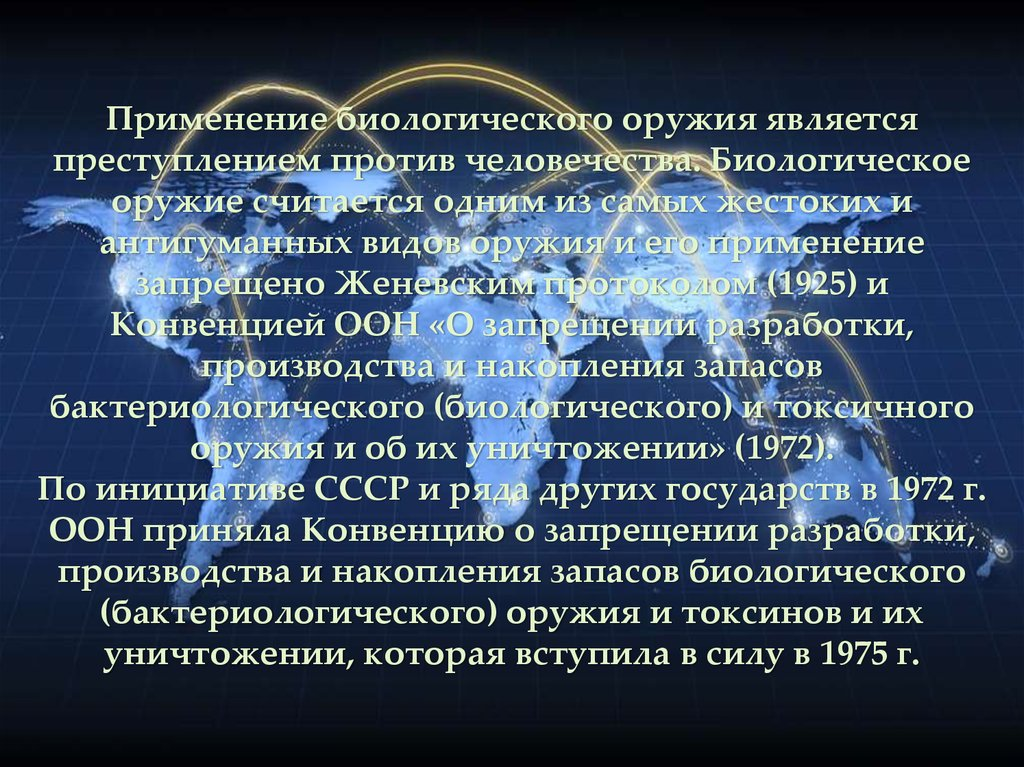 Применение биологического оружия является
преступлением против человечества. Биологическое
оружие считается одним из самых жестоких и
антигуманных видов оружия и его применение
запрещено Женевским протоколом (1925) и
Конвенцией ООН «О запрещении разработки,
производства и накопления запасов
бактериологического (биологического) и токсичного
оружия и об их уничтожении» (1972).
По инициативе СССР и ряда других государств в 1972 г.
ООН приняла Конвенцию о запрещении разработки,
производства и накопления запасов биологического
(бактериологического) оружия и токсинов и их
уничтожении, которая вступила в силу в 1975 г.